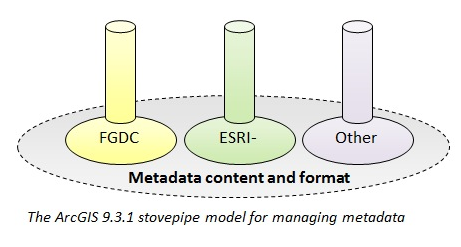 FGDC
ESRI-
Other
Metadata content and format
The ArcGIS 9.3.1 stovepipe model for managing metadata